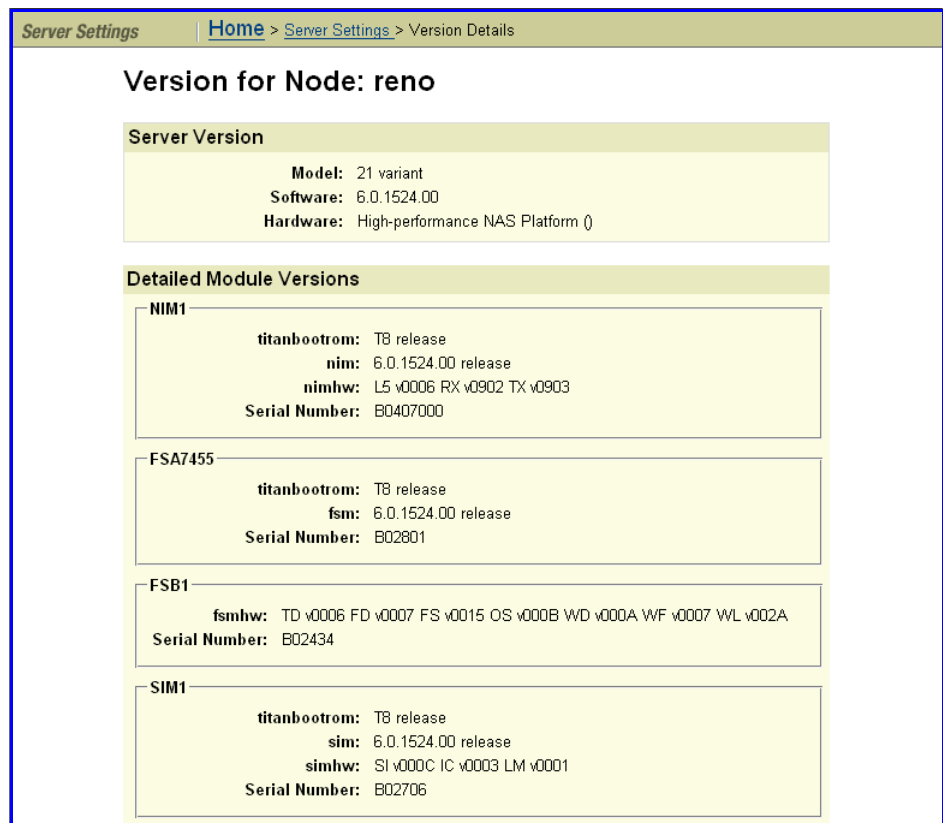 Server Settings Home > Server Settings > Version Details
Version for Node: reno
Server Version
Model: 21 variant
Software: 6.0.1524.00
Hardware: High-performance NAS Platform ()
Detailed Module Versions
NIM1
titanbootrom: T8 release
nim: 6.0.1524.00 release
nimhw: L5 v0006 RX v0902 TX v0903
Serial Number: B0407000
FSA7455
titanbootrom: T8 release
fsm: 6.0.1524.00 release
Serial Number: B02801
FSB1
fsmhw: TD v0006 FD v0007 FS v0015 OS v000B WD v000A WF v0007 WL v002A
Serial Number: B02434
SIM1
titanbootrom: T8 release
sim: 6.0.1524.00 release
simhw: SI v000C IC v0003 LM v0001
Serial Number: B02706